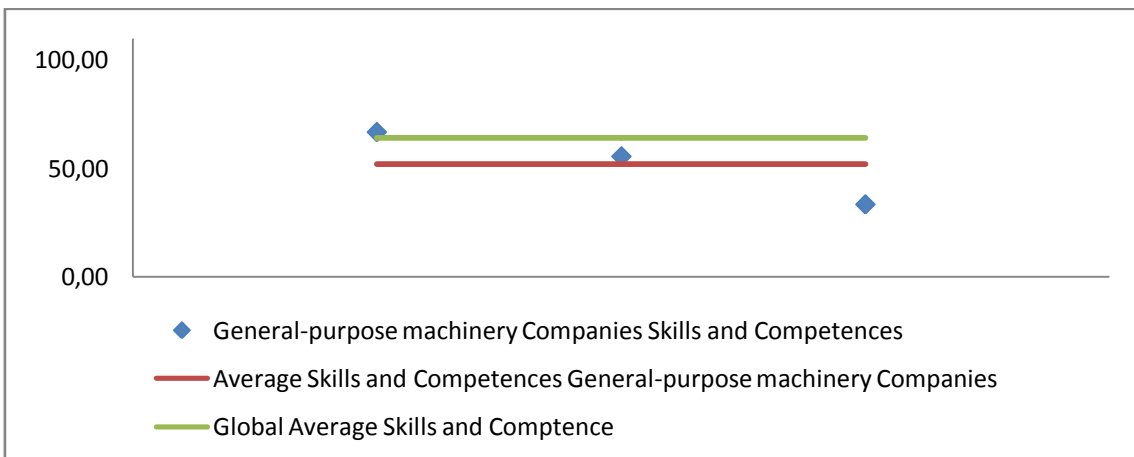 100,00
50,00
0,00
General-purpose machinery Companies Skills and Competences
Average Skills and Competences General-purpose machinery Companies
Global Average Skills and Comptence